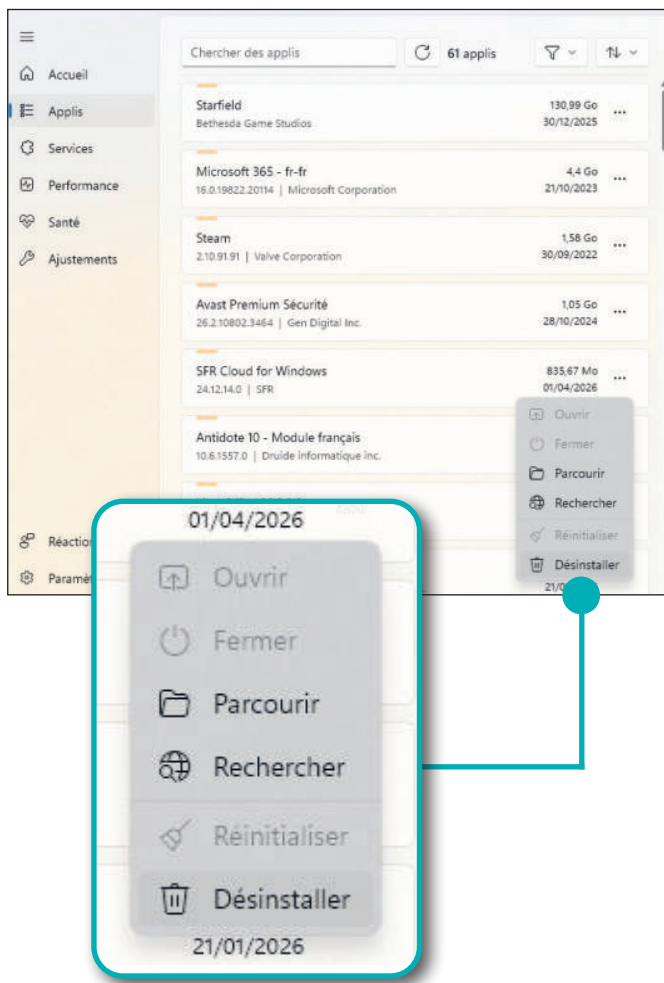 Chercher des applis
61 applis
Accueil
Applis
Services
Performance
Santé
Ajustements
Starfield
Bethesda Game Studios
130,99 Go
30/12/2025
Microsoft 365 - fr-fr
16.0.19822.20114 | Microsoft Corporation
4,4 Go
21/10/2023
Steam
2.10.91.91 | Valve Corporation
1,58 Go
30/09/2022
Avast Premium Sécurité
26.2.10802.3464 | Gen Digital Inc.
1,05 Go
28/10/2024
SFR Cloud for Windows
24.12.14.0 | SFR
835,67 Mo
01/04/2026
Antidote 10 - Module français
10.6.1557.0 | Druide informatique inc.
Ouvrir
Fermer
Parcourir
Rechercher
Réinitialiser
Désinstaller
Réaction
Paramè
01/04/2026
Ouvrir
Fermer
Parcourir
Rechercher
Réinitialiser
Désinstaller
21/01/2026